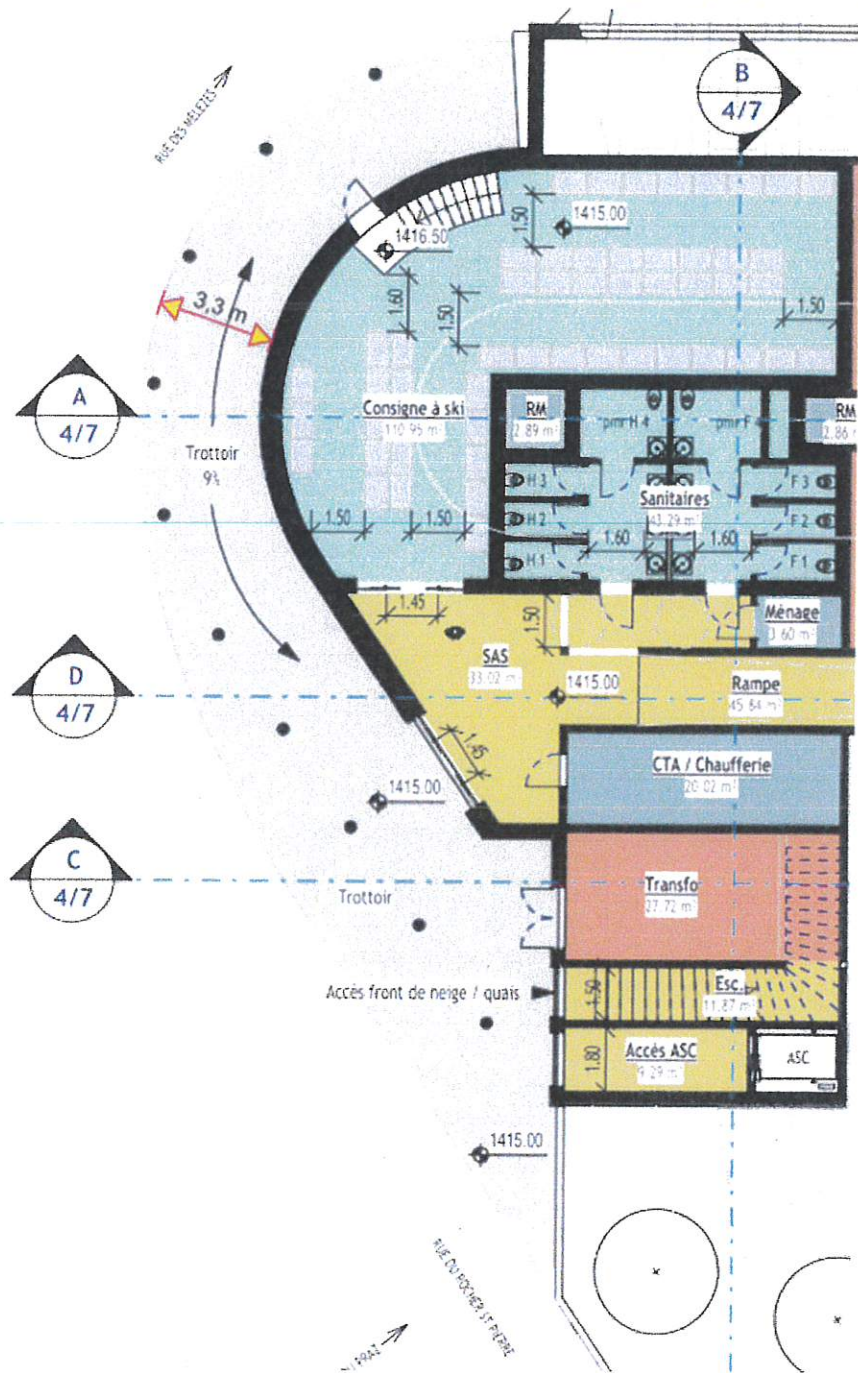 B
4/7
RUE DES MÉLÈZES
1.50
1415.00
1416.50
1.60
1.50
1.50
3,3 m
A
4/7
Consigne à ski
110.95 m²
RM
2.89 m²
pmr H 4
pmr F 4
RM
2.86
Trottoir
9%
H 3
Sanitaires
43.29 m²
F 3
H 2
F 2
1.50
1.50
1.60
1.60
H 1
F 1
1.45
1.50
Ménage
3.60 m²
SAS
33.02 m²
D
4/7
1415.00
Rampe
45.64 m²
1.45
CTA / Chaufferie
20.02 m²
1415.00
C
4/7
Transfo
27.72 m²
Trottoir
Accès front de neige / quais
1.50
Esc.
11.87 m²
1.80
Accès ASC
9.29 m²
ASC
1415.00
RUE DU ROCHER ST PIERRE